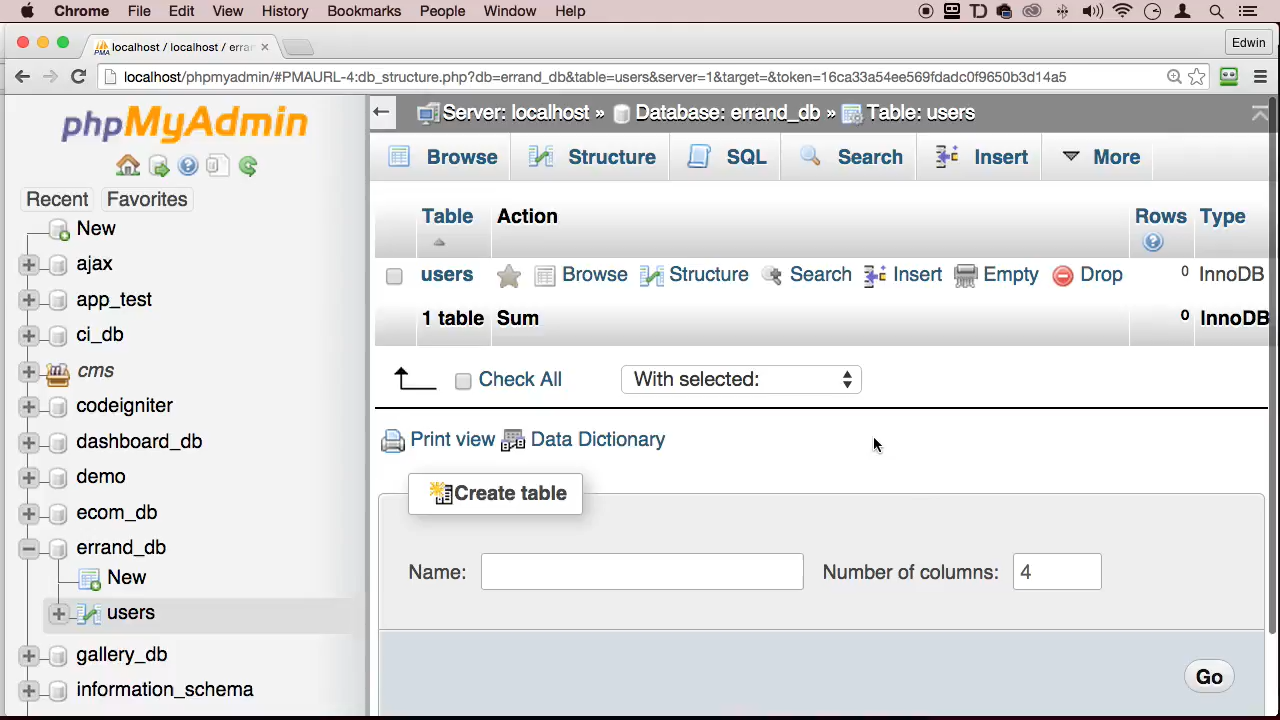 Chrome File Edit View History Bookmarks People Window Help
localhost / localhost / erra
Edwin
localhost/phpmyadmin/#PMAURL-4:db_structure.php?db=errand_db&table=users&server=1&target=&token=16ca33a54ee569fdadc0f9650b3d14a5
phpMyAdmin
Recent Favorites
New
ajax
app_test
ci_db
cms
codeigniter
dashboard_db
demo
ecom_db
errand_db
New
users
gallery_db
information_schema
Server: localhost » Database: errand_db » Table: users
Browse Structure SQL Search Insert More
Table Action Rows Type
users Browse Structure Search Insert Empty Drop 0 InnoDB
1 table Sum 0 InnoDB
Check All With selected:
Print view Data Dictionary
Create table
Name: Number of columns: 4
Go